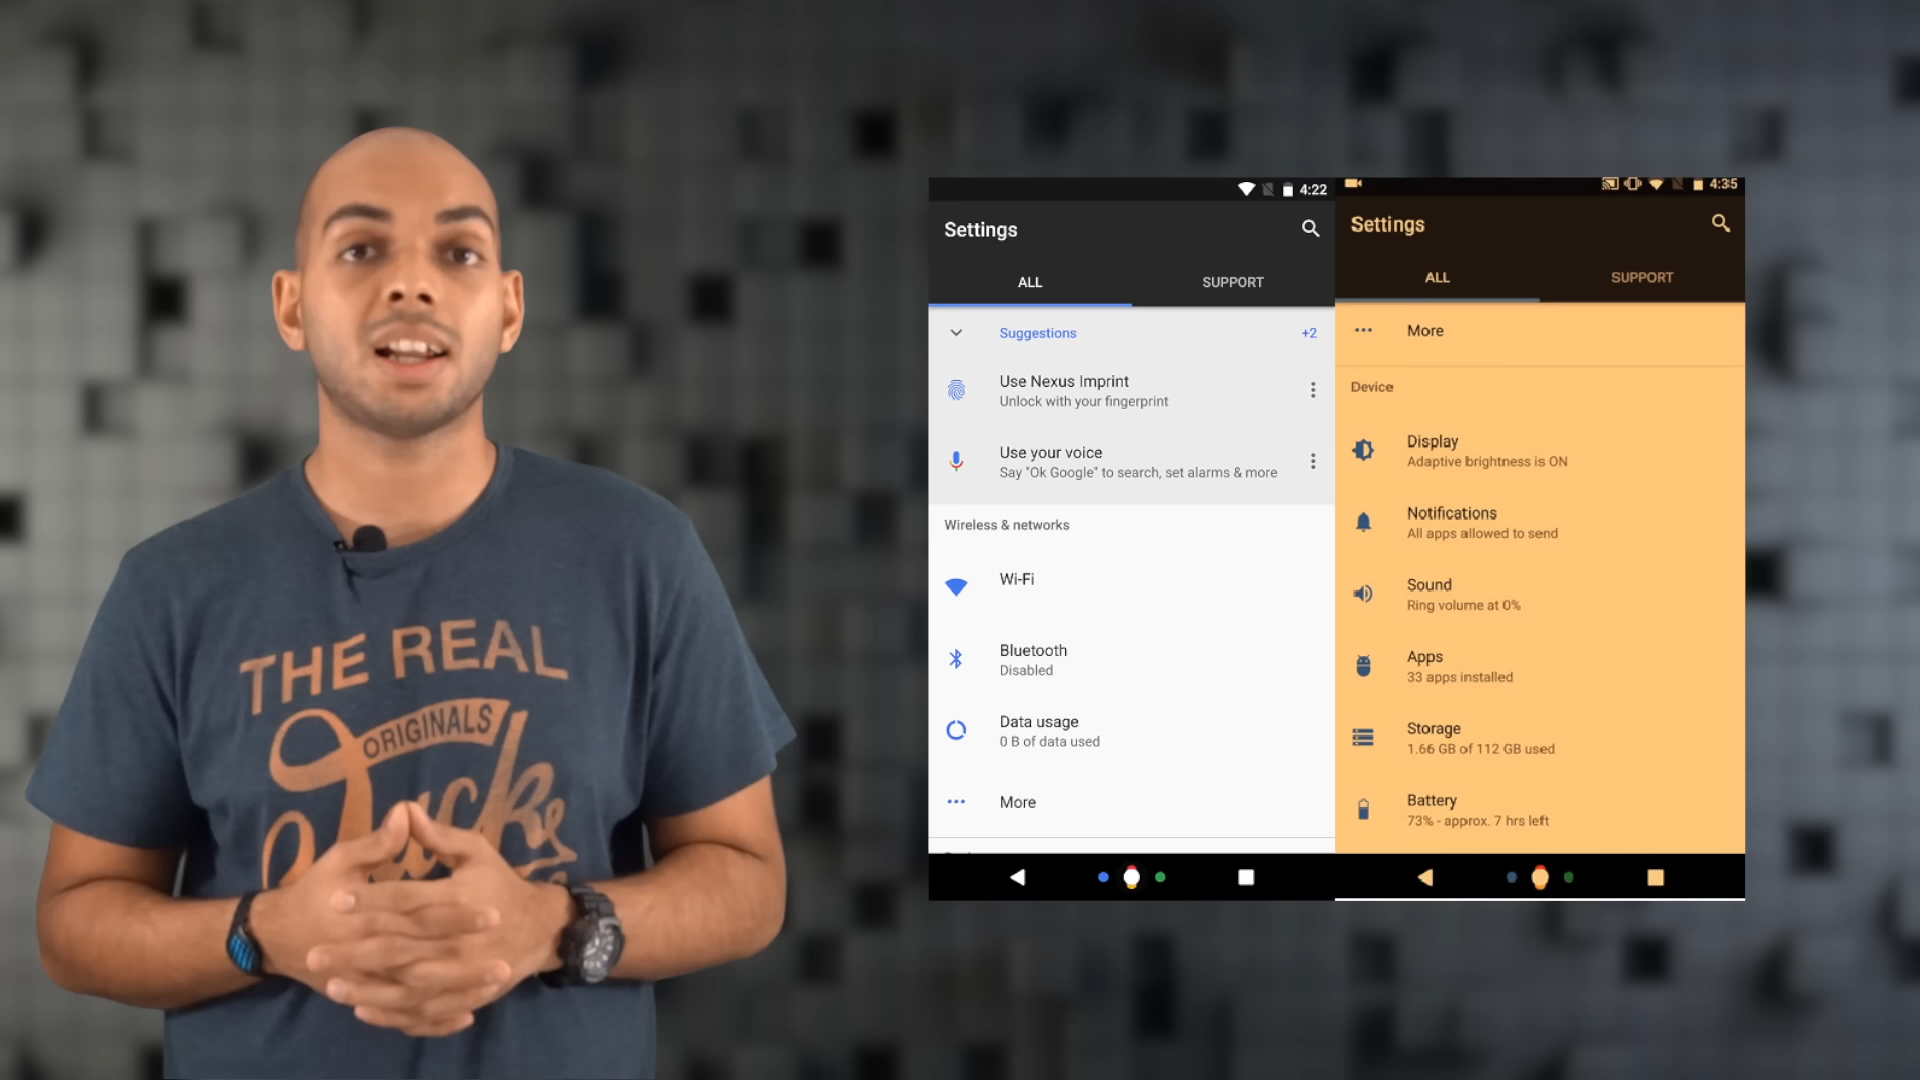 THE REAL
ORIGINALS
Jack
4:22
Settings
ALL
SUPPORT
Suggestions
+2
Use Nexus Imprint
Unlock with your fingerprint
Use your voice
Say "Ok Google" to search, set alarms & more
Wireless & networks
Wi-Fi
Bluetooth
Disabled
Data usage
0 B of data used
More
4:35
Settings
ALL
SUPPORT
More
Device
Display
Adaptive brightness is ON
Notifications
All apps allowed to send
Sound
Ring volume at 0%
Apps
33 apps installed
Storage
1.66 GB of 112 GB used
Battery
73% - approx. 7 hrs left